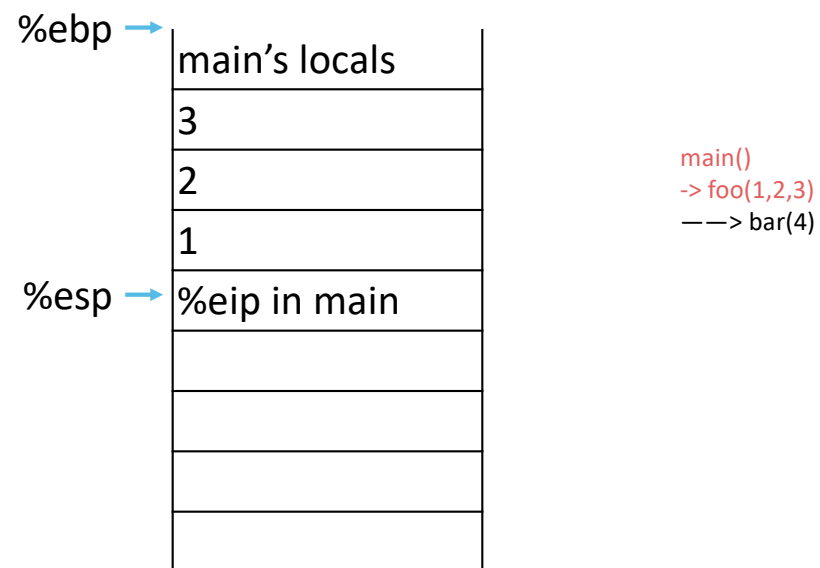 %ebp
main’s locals
3
2
1
%esp
%eip in main
main()
-> foo(1,2,3)
——> bar(4)